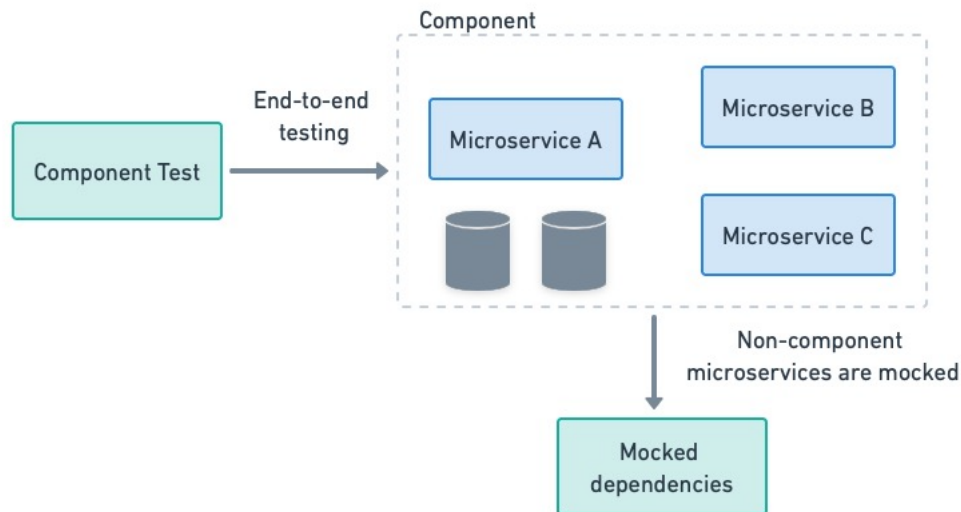 Component
End-to-end
testing
Component Test
Microservice A
Microservice B
Microservice C
Non-component
microservices are mocked
Mocked
dependencies